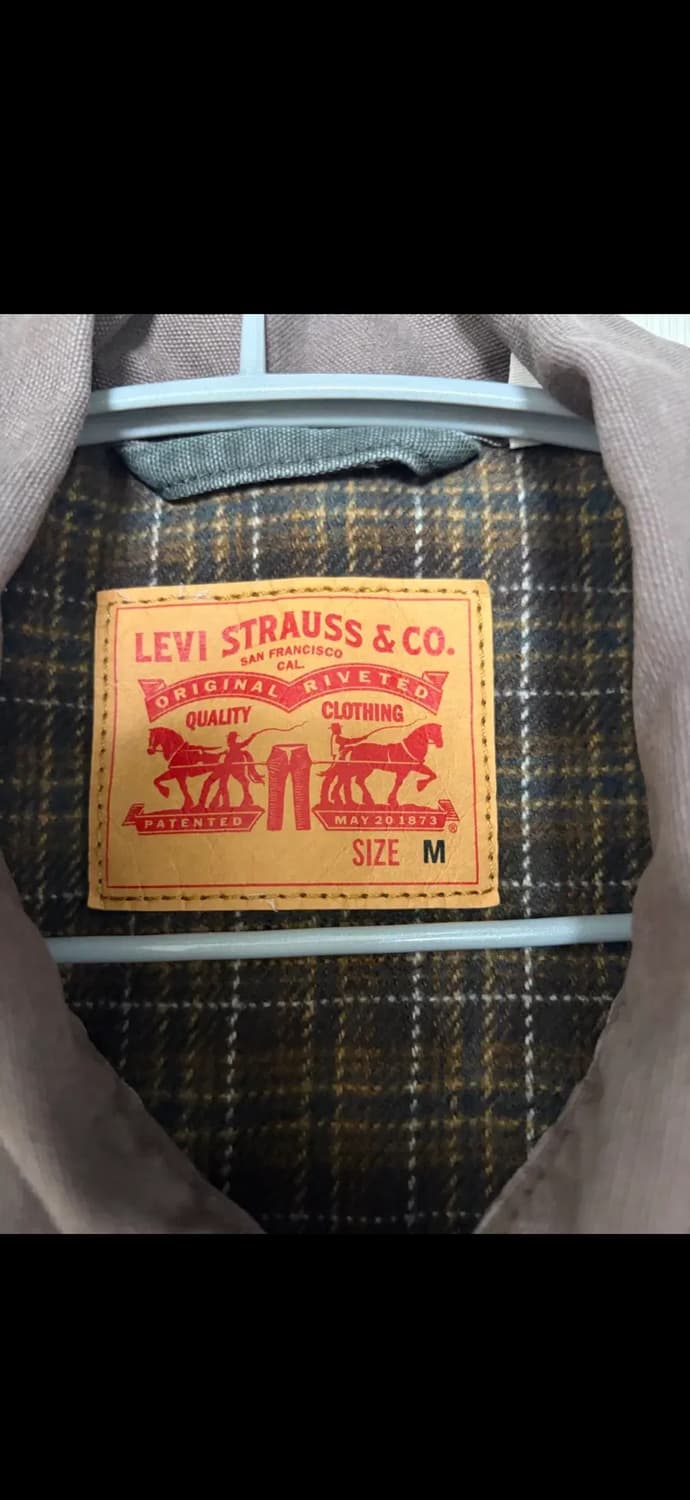 LEVI STRAUSS & CO.
SAN FRANCISCO
CAL.
ORIGINAL RIVETED
QUALITY CLOTHING
PATENTED MAY 20 1873 ®
SIZE M